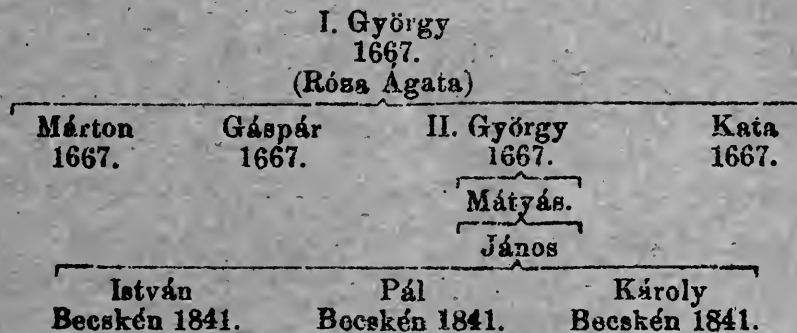 I. György
1667.
(Rósa Ágata)
Márton Gáspár II. György Kata
1667. 1667. 1667. 1667.
Mátyás.
János
István Pál Károly
Becskén 1841. Becskén 1841. Becskén 1841.